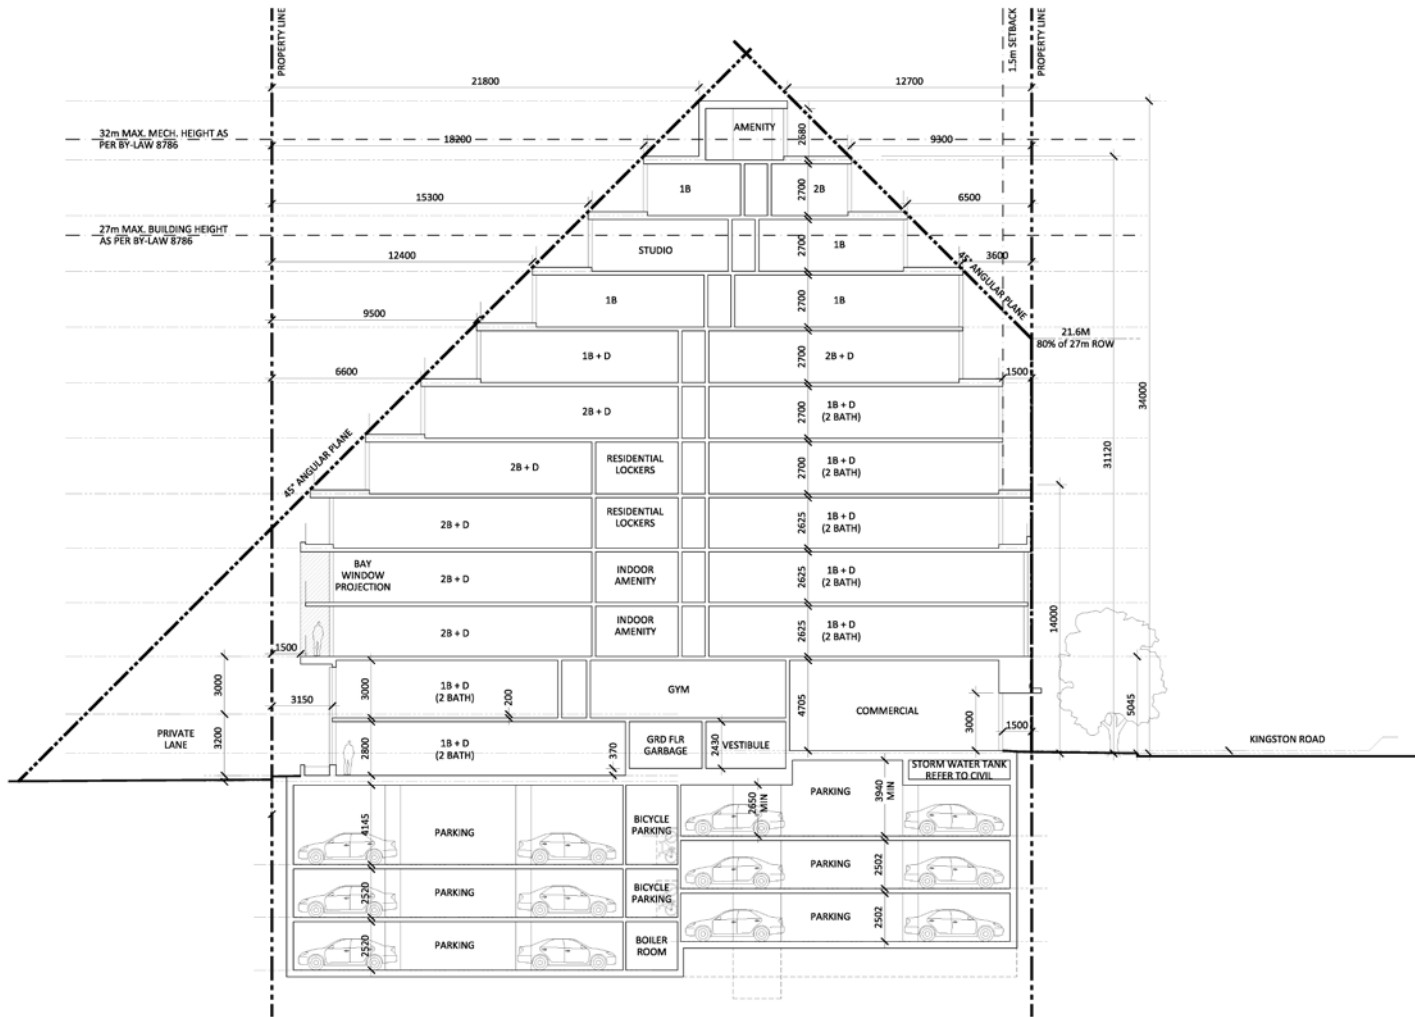 PROPERTY LINE
1.5m SETBACK
PROPERTY LINE
21800
12700
32m MAX. MECH. HEIGHT AS
PER BY-LAW 8786
AMENITY
2680
18200
9300
1B
2B
2700
15300
6500
27m MAX. BUILDING HEIGHT
AS PER BY-LAW 8786
STUDIO
1B
2700
12400
3600
45° ANGULAR PLANE
1B
1B
2700
9500
21.6M
80% of 27m ROW
1B + D
2B + D
2700
6600
1500
34000
2B + D
1B + D
(2 BATH)
2700
31120
45° ANGULAR PLANE
2B + D
RESIDENTIAL
LOCKERS
1B + D
(2 BATH)
2700
2B + D
RESIDENTIAL
LOCKERS
1B + D
(2 BATH)
2625
BAY
WINDOW
PROJECTION
2B + D
INDOOR
AMENITY
1B + D
(2 BATH)
2625
2B + D
INDOOR
AMENITY
1B + D
(2 BATH)
2625
14000
1500
3000
3150
3000
1B + D
(2 BATH)
200
GYM
4705
COMMERCIAL
3000
1500
5045
PRIVATE
LANE
3200
2800
1B + D
(2 BATH)
370
GRD FLR
GARBAGE
2430
VESTIBULE
KINGSTON ROAD
STORM WATER TANK
REFER TO CIVIL
4145
PARKING
BICYCLE
PARKING
2650
MIN
PARKING
3940
MIN
2520
PARKING
BICYCLE
PARKING
PARKING
2502
2520
PARKING
BOILER
ROOM
PARKING
2502